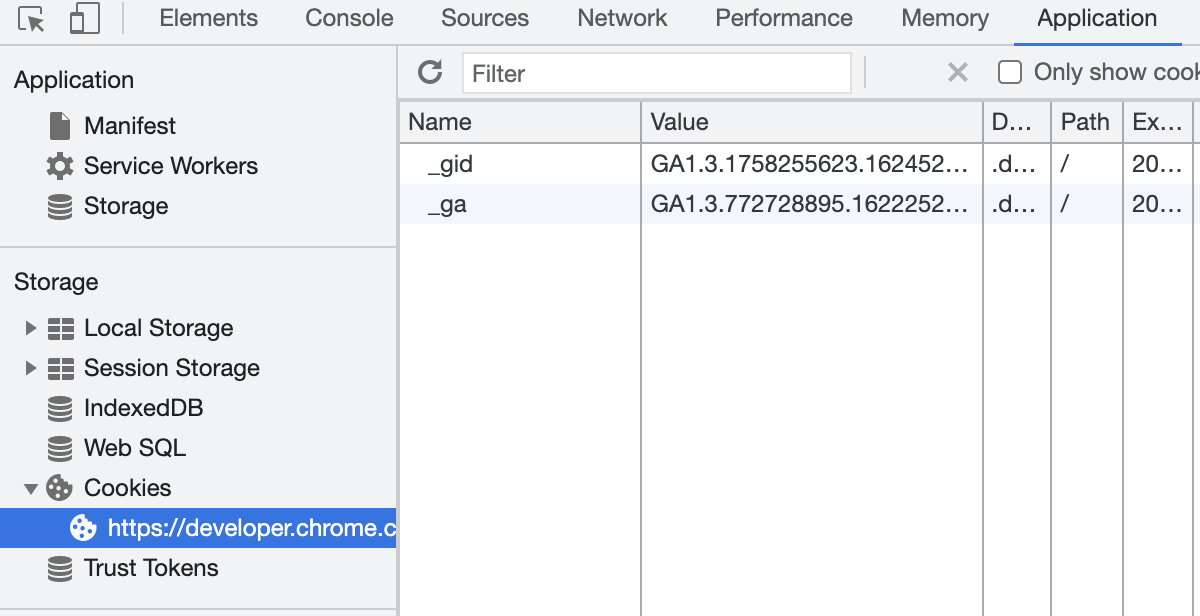 Elements Console Sources Network Performance Memory Application
Application
Manifest
Service Workers
Storage
Storage
Local Storage
Session Storage
IndexedDB
Web SQL
Cookies
https://developer.chrome.c
Trust Tokens
Filter Only show cook
Name Value D... Path Ex...
_gid GA1.3.1758255623.162452... .d... / 20...
_ga GA1.3.772728895.1622252... .d... / 20...